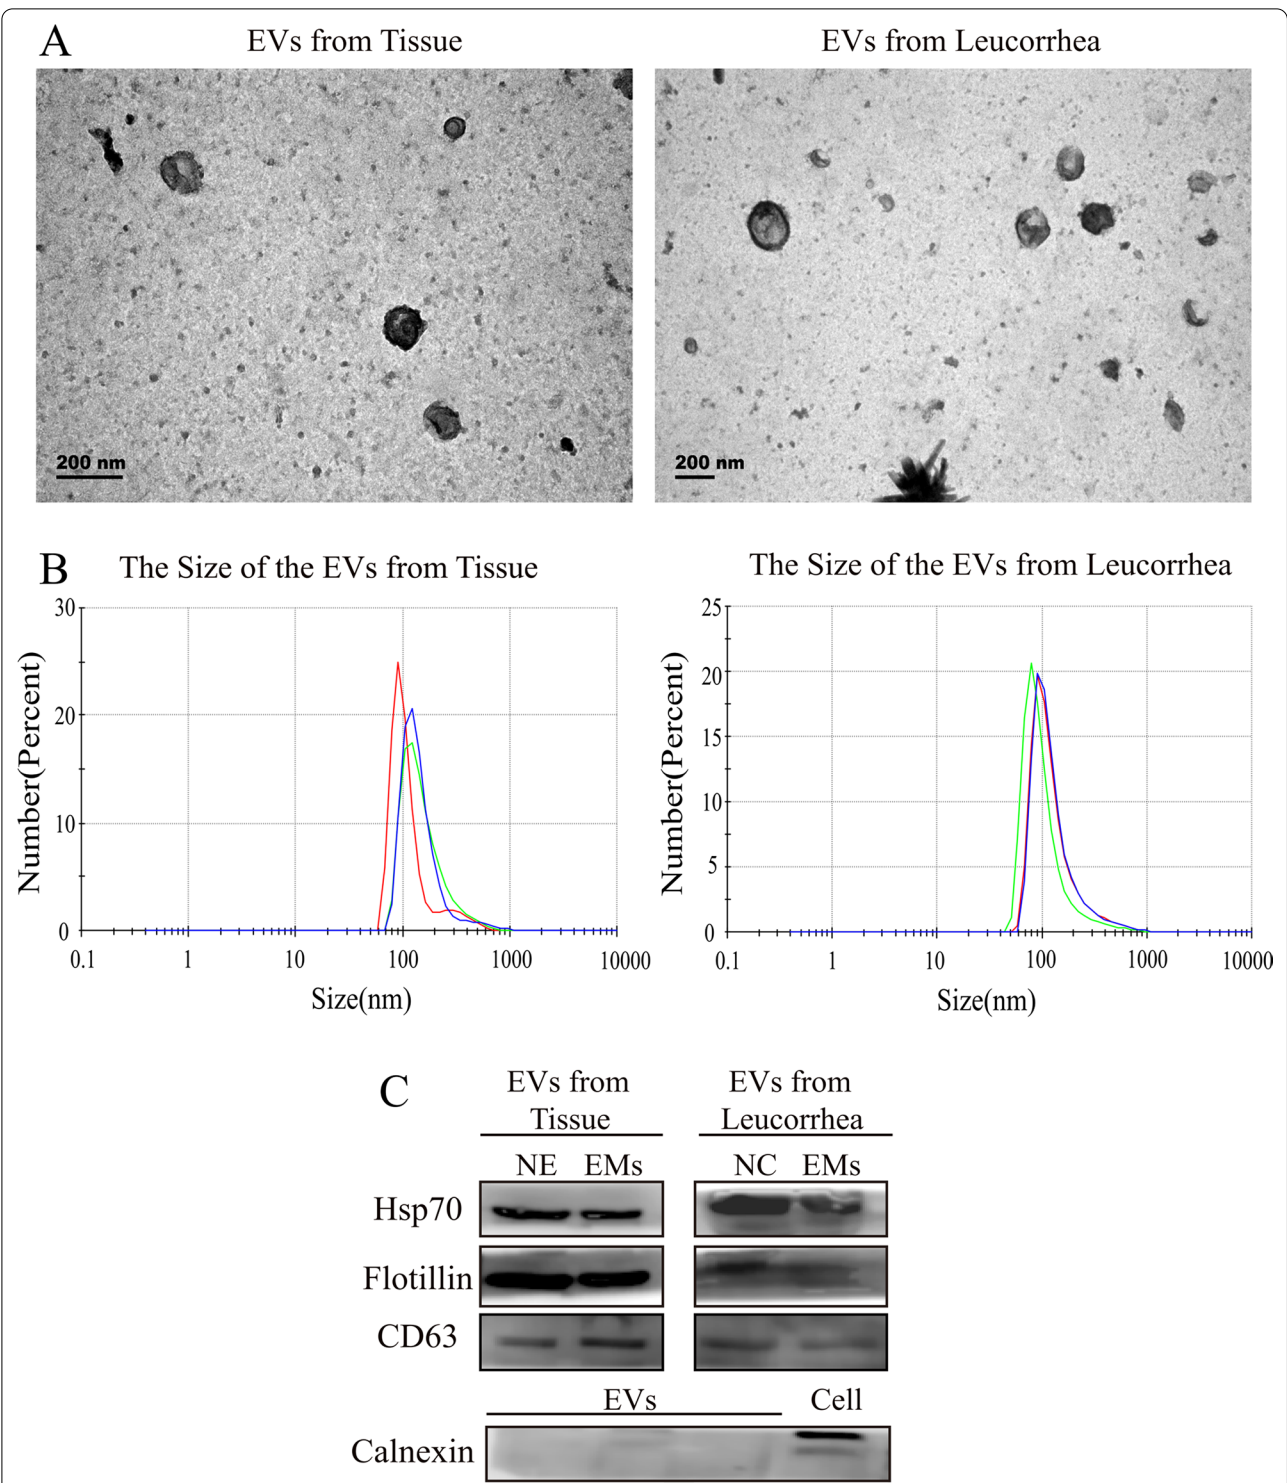 A
EVs from Tissue
EVs from Leucorrhea
200 nm
200 nm
B
The Size of the EVs from Tissue
The Size of the EVs from Leucorrhea
Number(Percent)
30
20
10
0
0.1 1 10 100 1000 10000
Size(nm)
Number(Percent)
25
20
15
10
5
0
0.1 1 10 100 1000 10000
Size(nm)
C
EVs from
Tissue
EVs from
Leucorrhea
NE EMs
NC EMs
Hsp70
Flotillin
CD63
EVs
Cell
Calnexin